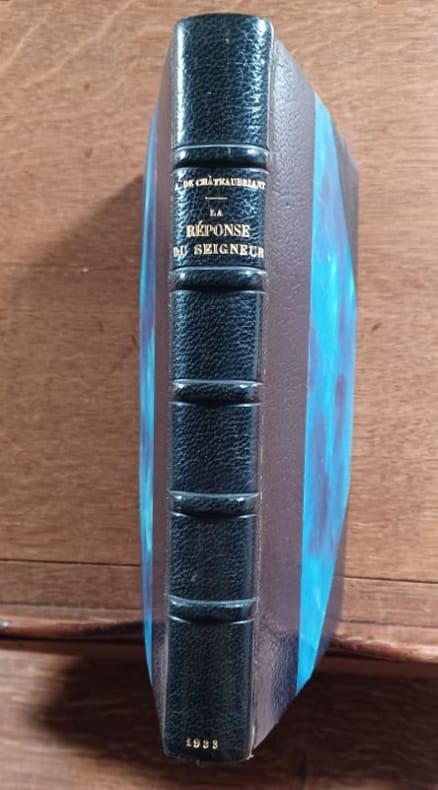 A. DE CHÂTEAUBRIANT
LA
RÉPONSE
DU SEIGNEUR
1933